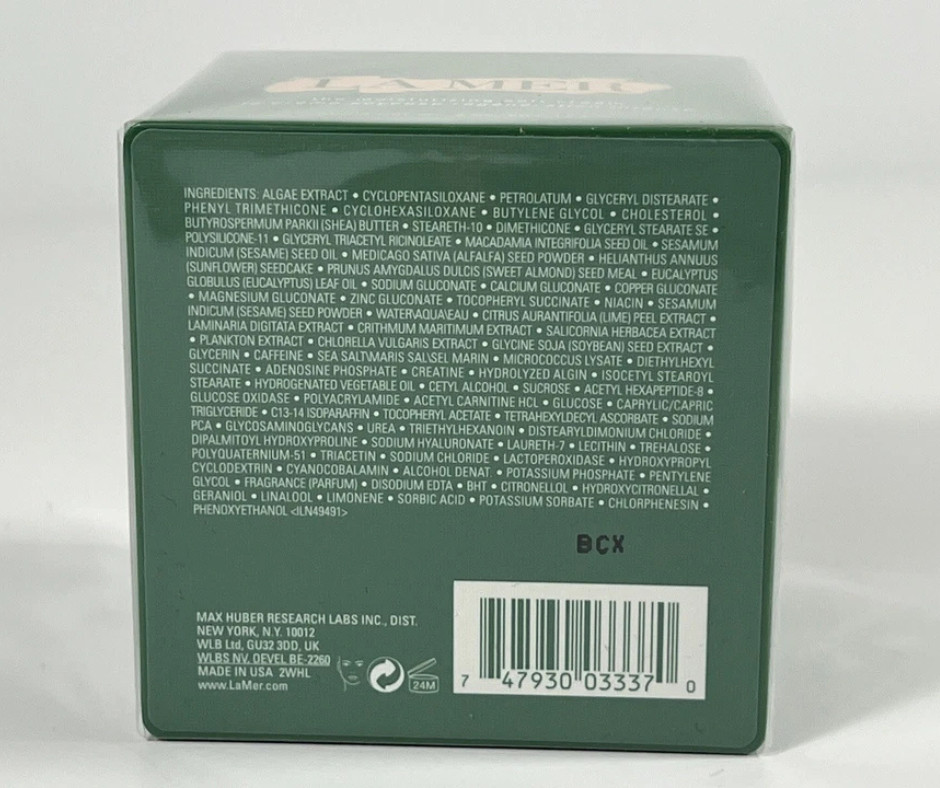 LA MER
the moisturizing soft cream
INGREDIENTS: ALGAE EXTRACT • CYCLOPENTASILOXANE • PETROLATUM • GLYCERYL DISTEARATE •
PHENYL TRIMETHICONE • CYCLOHEXASILOXANE • BUTYLENE GLYCOL • CHOLESTEROL •
BUTYROSPERMUM PARKII (SHEA) BUTTER • STEARETH-10 • DIMETHICONE • GLYCERYL STEARATE SE •
POLYSILICONE-11 • GLYCERYL TRIACETYL RICINOLEATE • MACADAMIA INTEGRIFOLIA SEED OIL • SESAMUM
INDICUM (SESAME) SEED OIL • MEDICAGO SATIVA (ALFALFA) SEED POWDER • HELIANTHUS ANNUUS
(SUNFLOWER) SEEDCAKE • PRUNUS AMYGDALUS DULCIS (SWEET ALMOND) SEED MEAL • EUCALYPTUS
GLOBULUS (EUCALYPTUS) LEAF OIL • SODIUM GLUCONATE • CALCIUM GLUCONATE • COPPER GLUCONATE
• MAGNESIUM GLUCONATE • ZINC GLUCONATE • TOCOPHERYL SUCCINATE • NIACIN • SESAMUM
INDICUM (SESAME) SEED POWDER • WATER\AQUA\EAU • CITRUS AURANTIFOLIA (LIME) PEEL EXTRACT •
LAMINARIA DIGITATA EXTRACT • CRITHMUM MARITIMUM EXTRACT • SALICORNIA HERBACEA EXTRACT
• PLANKTON EXTRACT • CHLORELLA VULGARIS EXTRACT • GLYCINE SOJA (SOYBEAN) SEED EXTRACT •
GLYCERIN • CAFFEINE • SEA SALT\MARIS SAL\SEL MARIN • MICROCOCCUS LYSATE • DIETHYLHEXYL
SUCCINATE • ADENOSINE PHOSPHATE • CREATINE • HYDROLYZED ALGIN • ISOCETYL STEAROYL
STEARATE • HYDROGENATED VEGETABLE OIL • CETYL ALCOHOL • SUCROSE • ACETYL HEXAPEPTIDE-8 •
GLUCOSE OXIDASE • POLYACRYLAMIDE • ACETYL CARNITINE HCL • GLUCOSE • CAPRYLIC/CAPRIC
TRIGLYCERIDE • C13-14 ISOPARAFFIN • TOCOPHERYL ACETATE • TETRAHEXYLDECYL ASCORBATE • SODIUM
PCA • GLYCOSAMINOGLYCANS • UREA • TRIETHYLHEXANOIN • DISTEARYLDIMONIUM CHLORIDE •
DIPALMITOYL HYDROXYPROLINE • SODIUM HYALURONATE • LAURETH-7 • LECITHIN • TREHALOSE •
POLYQUATERNIUM-51 • TRIACETIN • SODIUM CHLORIDE • LACTOPEROXIDASE • HYDROXYPROPYL
CYCLODEXTRIN • CYANOCOBALAMIN • ALCOHOL DENAT. • POTASSIUM PHOSPHATE • PENTYLENE
GLYCOL • FRAGRANCE (PARFUM) • DISODIUM EDTA • BHT • CITRONELLOL • HYDROXYCITRONELLAL •
GERANIOL • LINALOOL • LIMONENE • SORBIC ACID • POTASSIUM SORBATE • CHLORPHENESIN •
PHENOXYETHANOL <ILN49491>
BCX
MAX HUBER RESEARCH LABS INC., DIST.
NEW YORK, N.Y. 10012
WLB Ltd, GU32 3DD, UK
WLBS NV, OEVEL BE-2260
MADE IN USA 2WHL
www.LaMer.com
24M
7 47930 03337 0